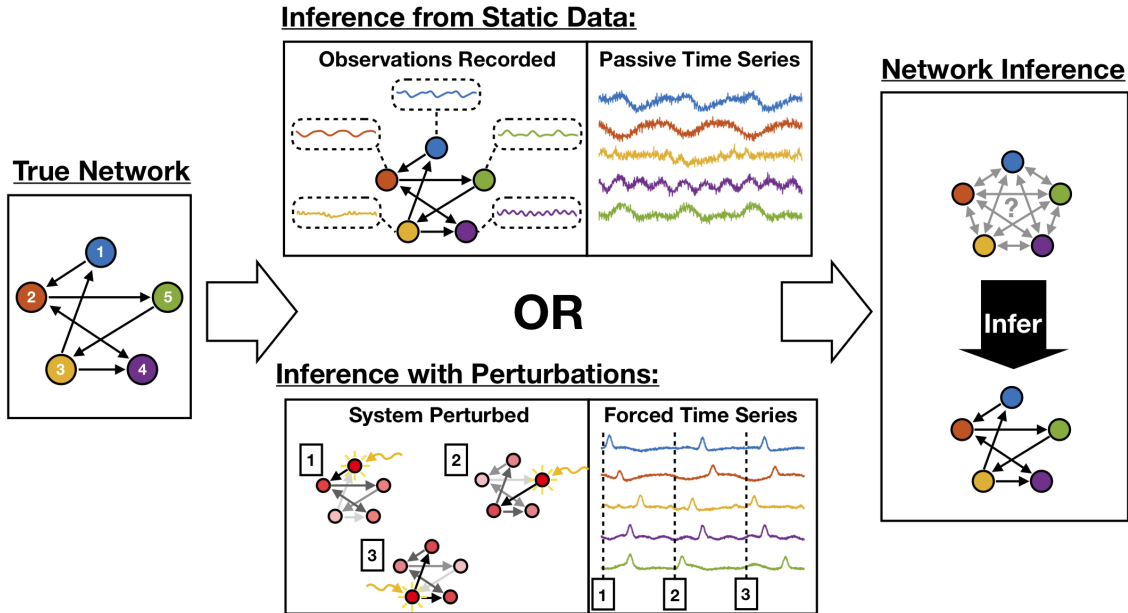 True Network
1
2
5
3
4
Inference from Static Data:
Observations Recorded
Passive Time Series
OR
Inference with Perturbations:
System Perturbed
1
2
3
Forced Time Series
1
2
3
Network Inference
?
Infer